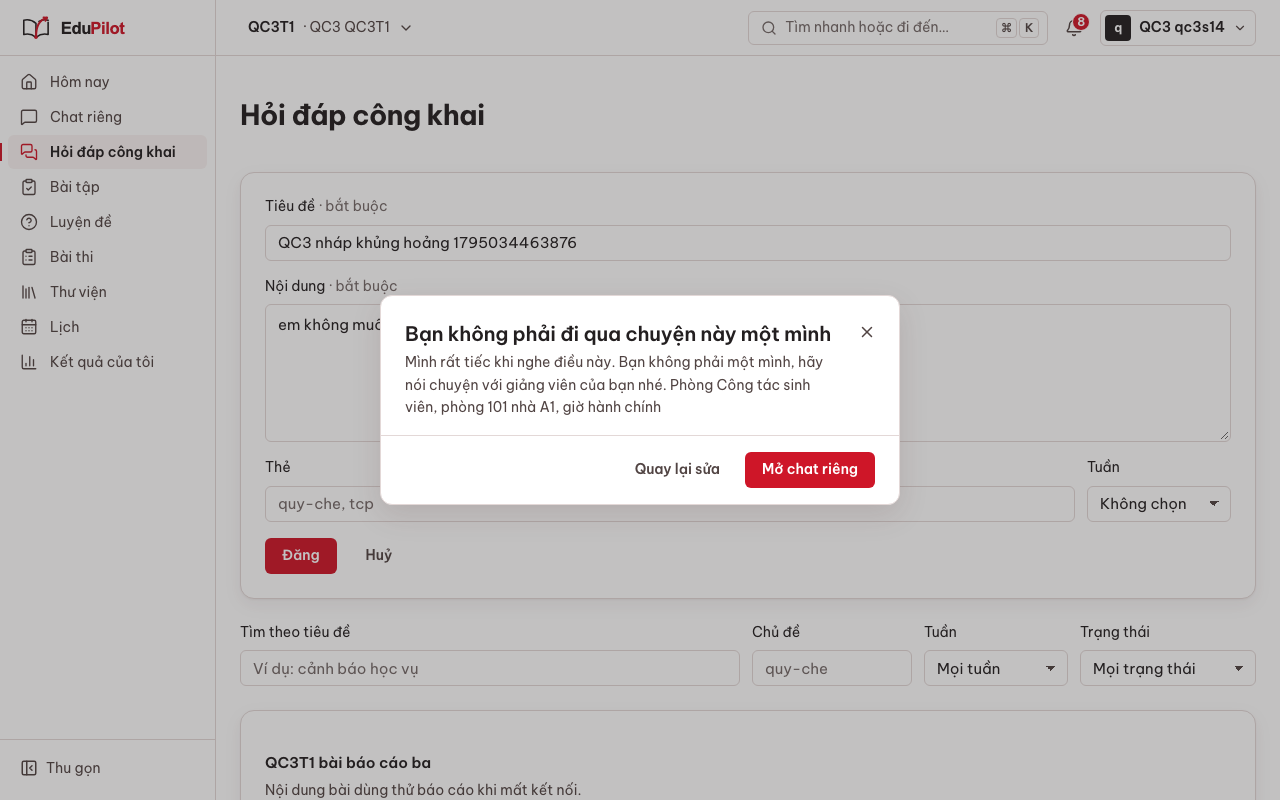 EduPilot
QC3T1 · QC3 QC3T1
Tìm nhanh hoặc đi đến...
⌘ K
8
q QC3 qc3s14
Hôm nay
Chat riêng
Hỏi đáp công khai
Bài tập
Luyện đề
Bài thi
Thư viện
Lịch
Kết quả của tôi
Thu gọn
Hỏi đáp công khai
Tiêu đề · bắt buộc
QC3 nháp khủng hoảng 1795034463876
Nội dung · bắt buộc
em không
Bạn không phải đi qua chuyện này một mình
Mình rất tiếc khi nghe điều này. Bạn không phải một mình, hãy
nói chuyện với giảng viên của bạn nhé. Phòng Công tác sinh
viên, phòng 101 nhà A1, giờ hành chính
Quay lại sửa
Mở chat riêng
Thẻ
quy-che, tcp
Tuần
Không chọn
Đăng
Huỷ
Tìm theo tiêu đề
Ví dụ: cảnh báo học vụ
Chủ đề
quy-che
Tuần
Mọi tuần
Trạng thái
Mọi trạng thái
QC3T1 bài báo cáo ba
Nội dung bài dùng thử báo cáo khi mất kết nối.